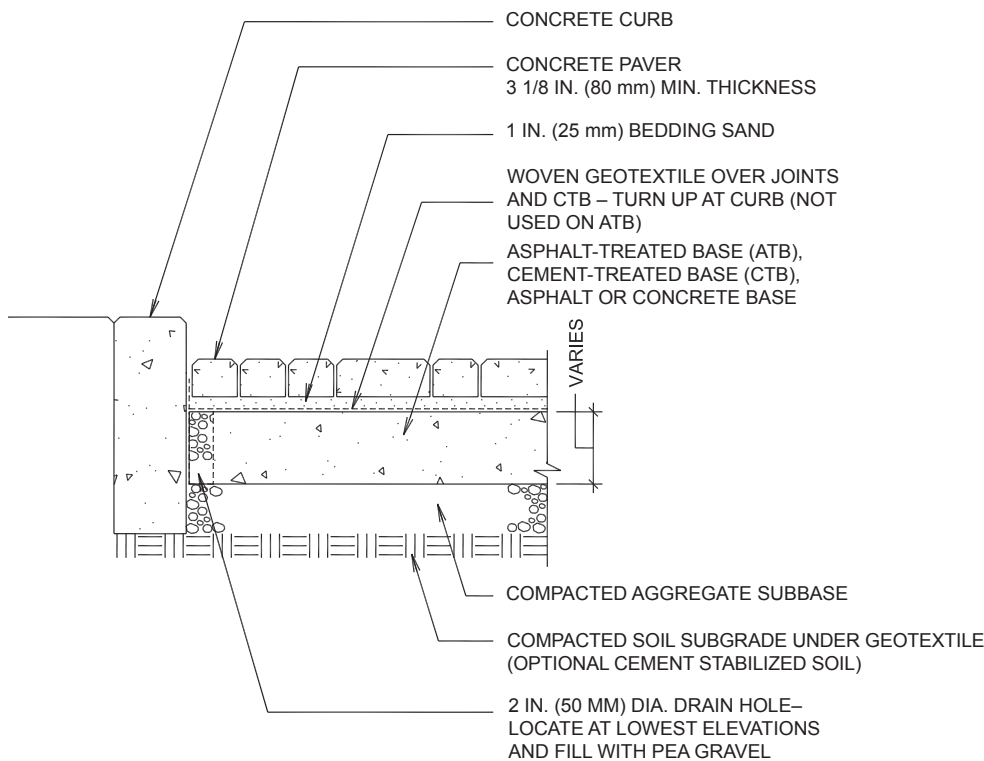 CONCRETE CURB
CONCRETE PAVER
3 1/8 IN. (80 mm) MIN. THICKNESS
1 IN. (25 mm) BEDDING SAND
WOVEN GEOTEXTILE OVER JOINTS
AND CTB – TURN UP AT CURB (NOT
USED ON ATB)
ASPHALT-TREATED BASE (ATB),
CEMENT-TREATED BASE (CTB),
ASPHALT OR CONCRETE BASE
VARIES
COMPACTED AGGREGATE SUBBASE
COMPACTED SOIL SUBGRADE UNDER GEOTEXTILE
(OPTIONAL CEMENT STABILIZED SOIL)
2 IN. (50 MM) DIA. DRAIN HOLE–
LOCATE AT LOWEST ELEVATIONS
AND FILL WITH PEA GRAVEL